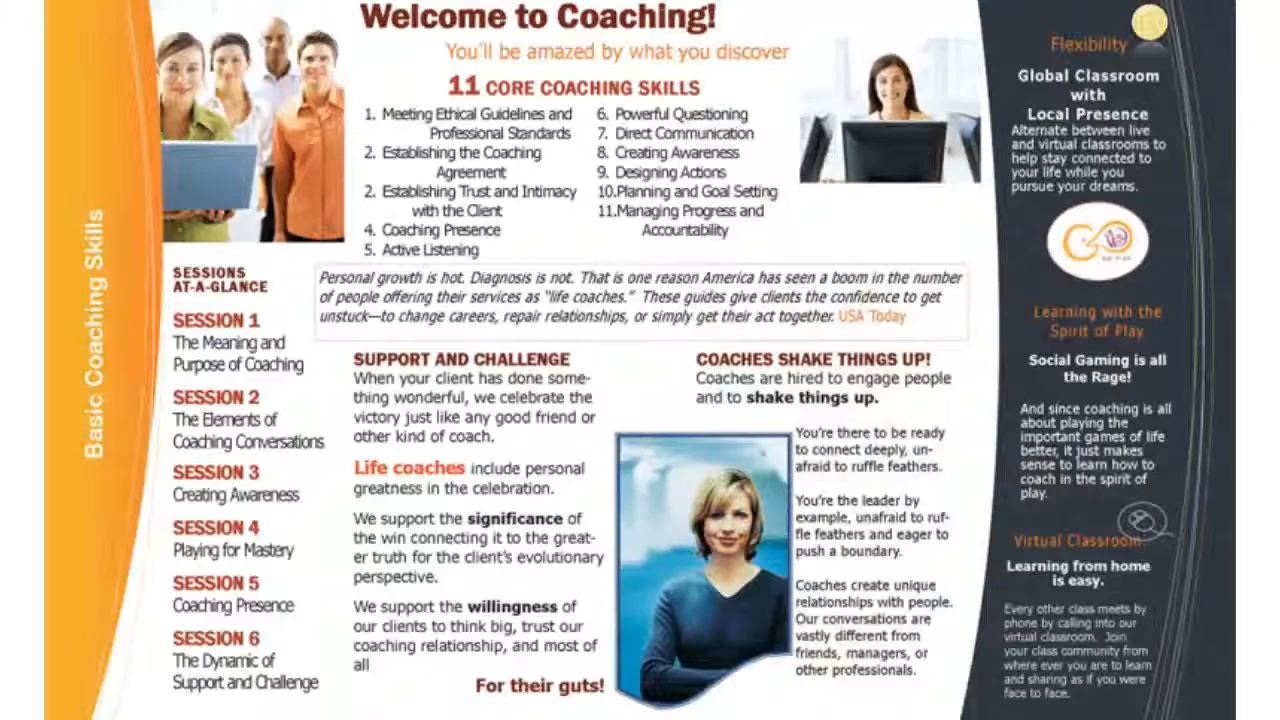 Basic Coaching Skills
Welcome to Coaching!
You'll be amazed by what you discover
11 CORE COACHING SKILLS
1. Meeting Ethical Guidelines and
Professional Standards
2. Establishing the Coaching
Agreement
2. Establishing Trust and Intimacy
with the Client
4. Coaching Presence
5. Active Listening
6. Powerful Questioning
7. Direct Communication
8. Creating Awareness
9. Designing Actions
10.Planning and Goal Setting
11.Managing Progress and
Accountability
SESSIONS
AT-A-GLANCE
SESSION 1
The Meaning and
Purpose of Coaching
SESSION 2
The Elements of
Coaching Conversations
SESSION 3
Creating Awareness
SESSION 4
Playing for Mastery
SESSION 5
Coaching Presence
SESSION 6
The Dynamic of
Support and Challenge
Personal growth is hot. Diagnosis is not. That is one reason America has seen a boom in the number
of people offering their services as "life coaches." These guides give clients the confidence to get
unstuck—to change careers, repair relationships, or simply get their act together. USA Today
SUPPORT AND CHALLENGE
When your client has done some-
thing wonderful, we celebrate the
victory just like any good friend or
other kind of coach.
Life coaches include personal
greatness in the celebration.
We support the significance of
the win connecting it to the great-
er truth for the client's evolutionary
perspective.
We support the willingness of
our clients to think big, trust our
coaching relationship, and most of
all
For their guts!
COACHES SHAKE THINGS UP!
Coaches are hired to engage people
and to shake things up.
You're there to be ready
to connect deeply, un-
afraid to ruffle feathers.
You're the leader by
example, unafraid to ruf-
fle feathers and eager to
push a boundary.
Coaches create unique
relationships with people.
Our conversations are
vastly different from
friends, managers, or
other professionals.
Flexibility
Global Classroom
with
Local Presence
Alternate between live
and virtual classrooms to
help stay connected to
your life while you
pursue your dreams.
GO
Learning with the
Spirit of Play
Social Gaming is all
the Rage!
And since coaching is all
about playing the
important games of life
better, it just makes
sense to learn how to
coach in the spirit of
play.
Virtual Classroom
Learning from home
is easy.
Every other class meets by
phone by calling into our
virtual classroom. Join
your class community from
where ever you are to learn
and sharing as if you were
face to face.